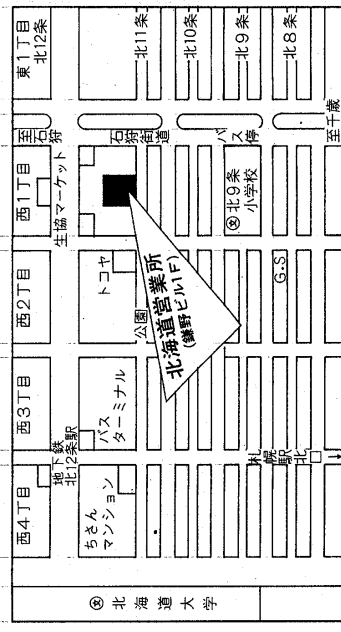 東1丁目
北12条
北11条
北10条
北9条
北8条
至石狩
石狩街道
バス停
至千歳
西1丁目
生協マーケット
文 北9条
小学校
西2丁目
トコヤ
公園
北海道営業所
(鎌野ビル1F)
G.S
西3丁目
地下鉄
北12条駅
バス
ターミナル
札幌駅北口
西4丁目
ちさん
マンション
文 北海道大学